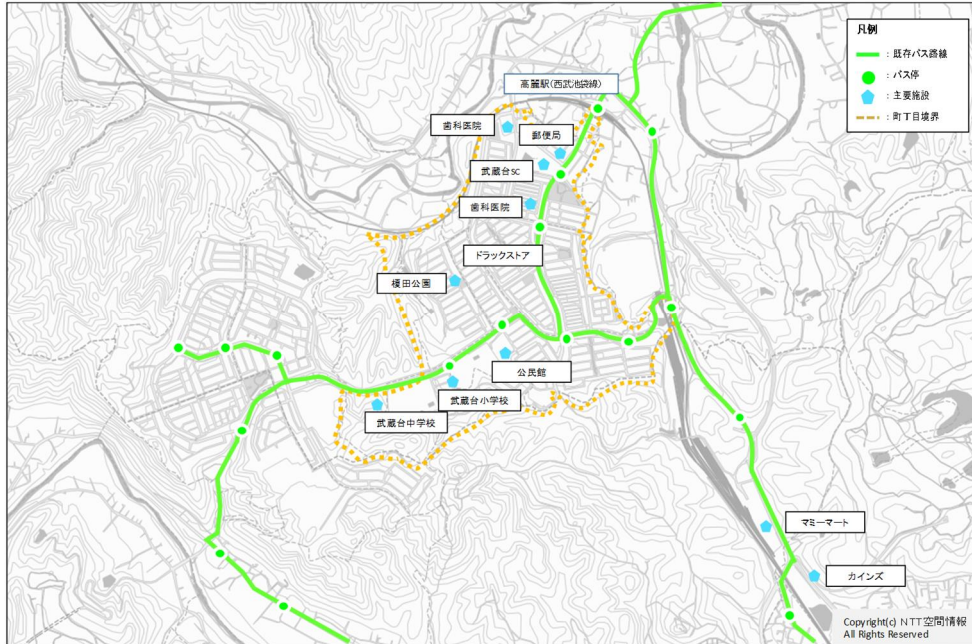 凡例
：既存バス路線
：バス停
：主要施設
：町丁目境界
高麗駅(西武池袋線)
歯科医院
郵便局
武蔵台SC
歯科医院
ドラックストア
榎田公園
公民館
武蔵台小学校
武蔵台中学校
マミーマート
カインズ
Copyright(c) NTT空間情報
All Rights Reserved